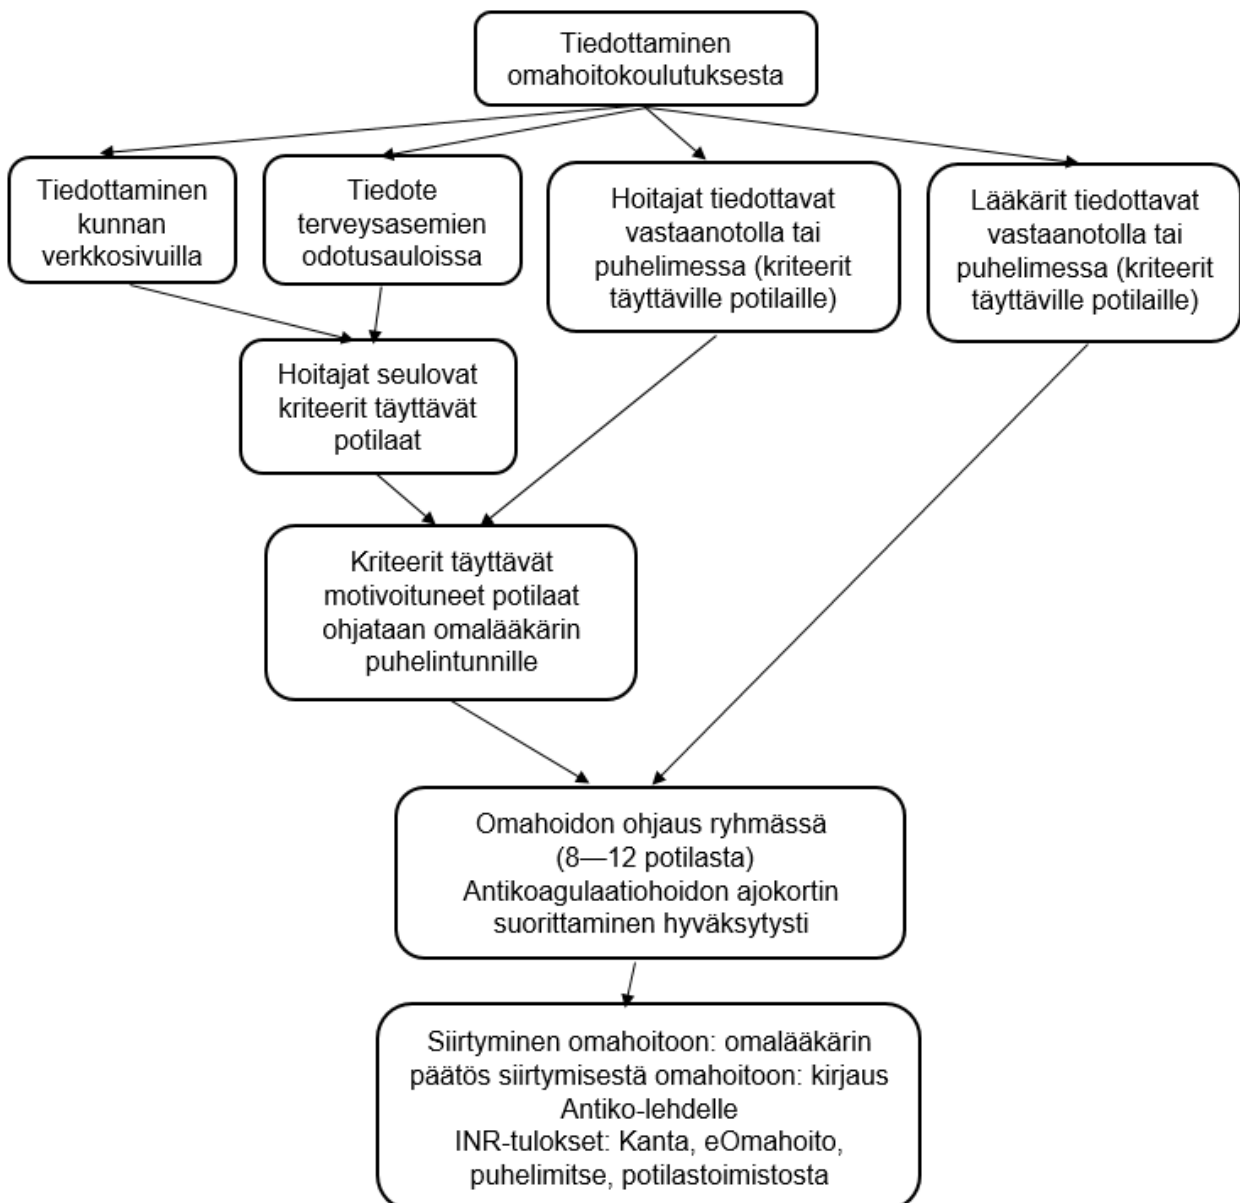 Tiedottaminen
omahoitokoulutuksesta
Tiedottaminen
kunnan
verkkosivuilla
Tiedote
terveysasemien
odotusauloissa
Hoitajat tiedottavat
vastaanotolla tai
puhelimessa (kriteerit
täyttäville potilaille)
Lääkärit tiedottavat
vastaanotolla tai
puhelimessa (kriteerit
täyttäville potilaille)
Hoitajat seulovat
kriteerit täyttävät
potilaat
Kriteerit täyttävät
motivoituneet potilaat
ohjataan omalääkärin
puhelintunnille
Omahoidon ohjaus ryhmässä
(8—12 potilasta)
Antikoagulaatiohoidon ajokortin
suorittaminen hyväksytysti
Siirtyminen omahoitoon: omalääkärin
päätös siirtymisestä omahoitoon: kirjaus
Antiko-lehdelle
INR-tulokset: Kanta, eOmahoito,
puhelimitse, potilastoimistosta